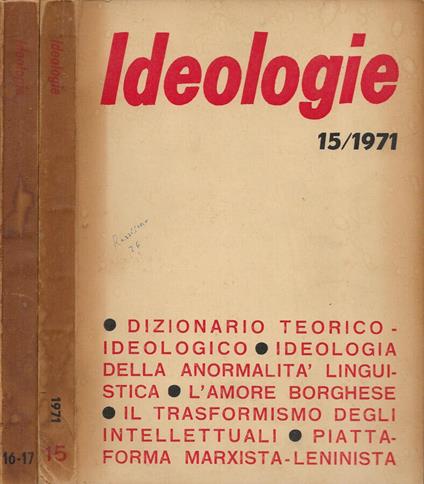 Ideologie
16-17
Ideologie
1971
15
Ideologie
15/1971
● DIZIONARIO TEORICO-
IDEOLOGICO ● IDEOLOGIA
DELLA ANORMALITA' LINGUI-
STICA ● L'AMORE BORGHESE
● IL TRASFORMISMO DEGLI
INTELLETTUALI ● PIATTA-
FORMA MARXISTA-LENINISTA